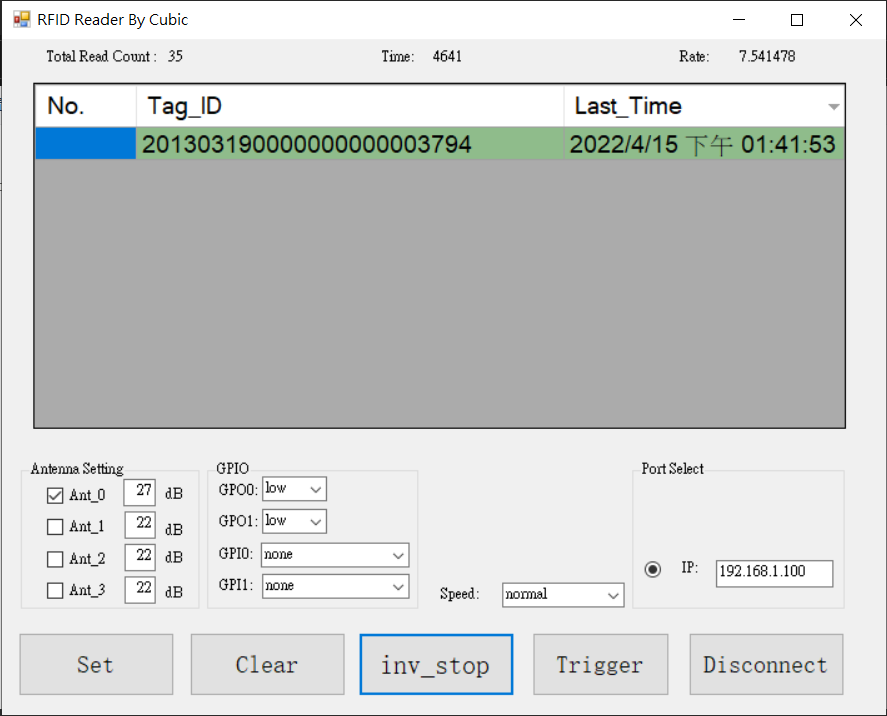 RFID Reader By Cubic
Total Read Count : 35 Time: 4641 Rate: 7.541478
No. Tag_ID Last_Time
201303190000000000003794 2022/4/15 下午 01:41:53
Antenna Setting GPIO Port Select
Ant_0 27 dB GPO0: low
Ant_1 22 dB GPO1: low
Ant_2 22 dB GPI0: none IP: 192.168.1.100
Ant_3 22 dB GPI1: none Speed: normal
Set Clear inv_stop Trigger Disconnect